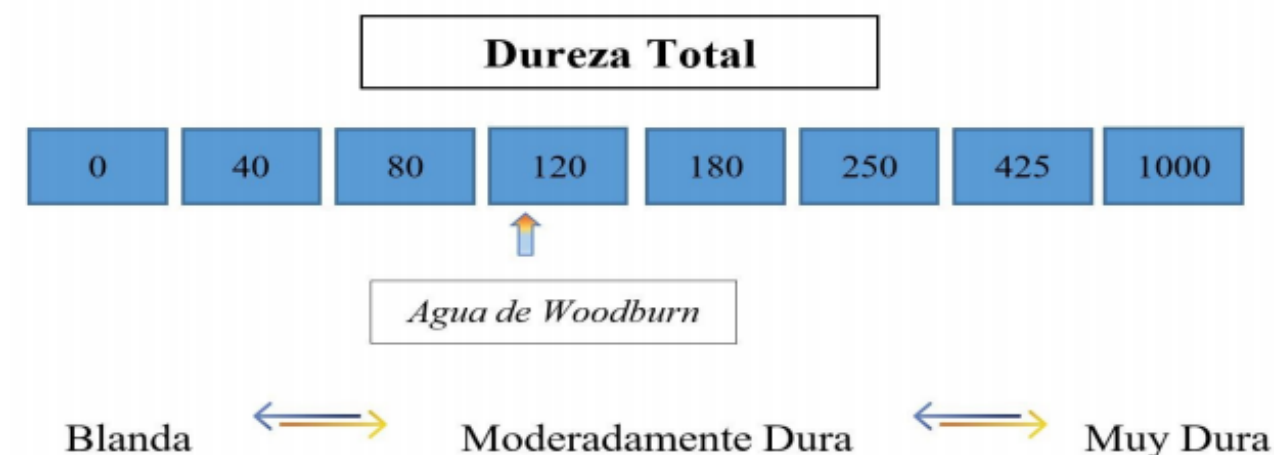 Dureza Total
0 40 80 120 180 250 425 1000
Agua de Woodburn
Blanda Moderadamente Dura Muy Dura